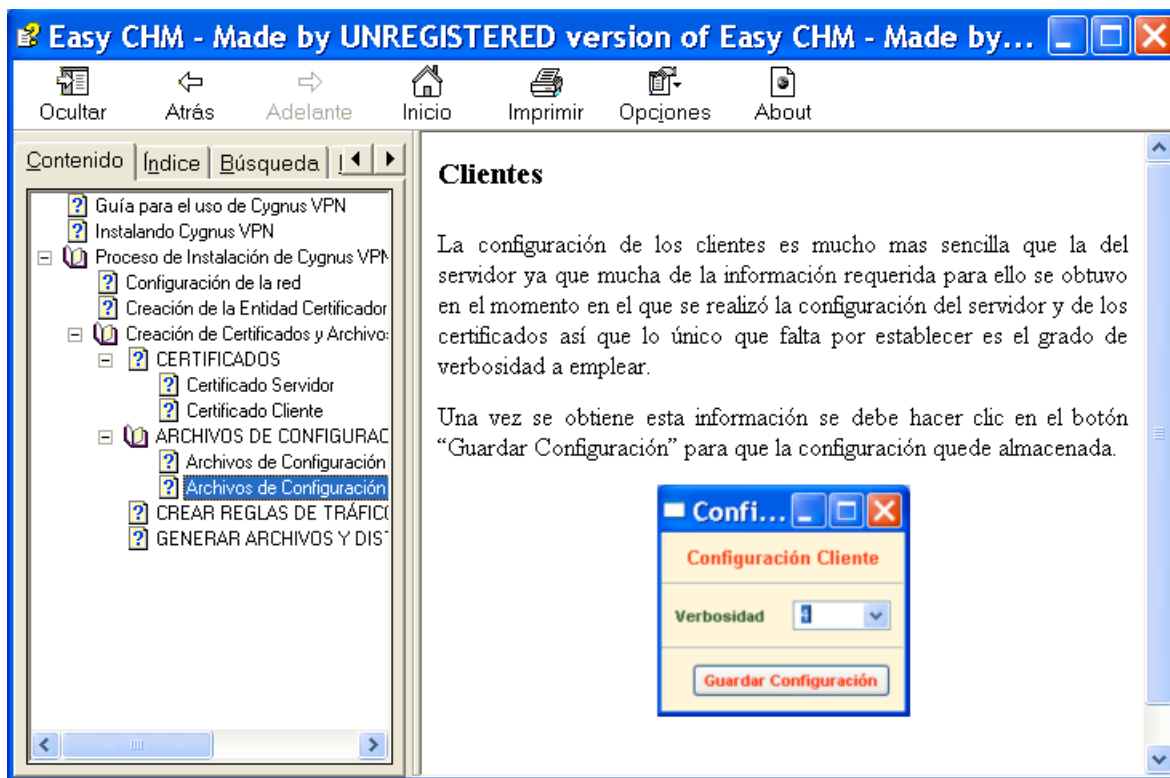 Easy CHM - Made by UNREGISTERED version of Easy CHM - Made by...
Ocultar Atrás Adelante Inicio Imprimir Opciones About
Contenido Índice Búsqueda
Guía para el uso de Cygnus VPN
Instalando Cygnus VPN
Proceso de Instalación de Cygnus VPN
Configuración de la red
Creación de la Entidad Certificador
Creación de Certificados y Archivo
CERTIFICADOS
Certificado Servidor
Certificado Cliente
ARCHIVOS DE CONFIGURAC
Archivos de Configuración
Archivos de Configuración
CREAR REGLAS DE TRÁFIC
GENERAR ARCHIVOS Y DIS
Clientes
La configuración de los clientes es mucho mas sencilla que la del
servidor ya que mucha de la información requerida para ello se obtuvo
en el momento en el que se realizó la configuración del servidor y de los
certificados así que lo único que falta por establecer es el grado de
verbosidad a emplear.
Una vez se obtiene esta información se debe hacer clic en el botón
“Guardar Configuración” para que la configuración quede almacenada.
Confi...
Configuración Cliente
Verbosidad
Guardar Configuración